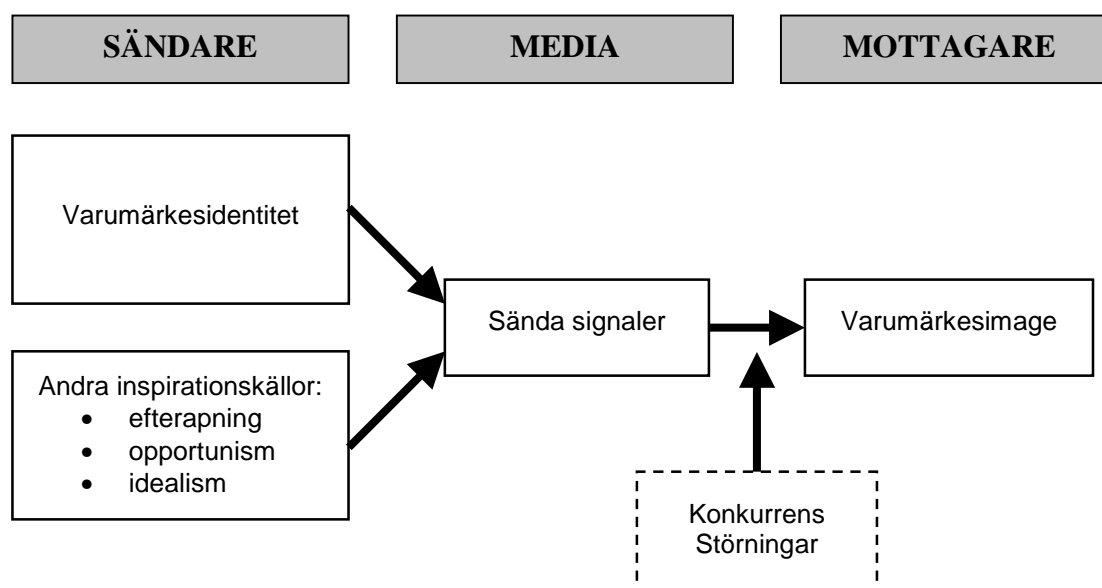 SÄNDARE
MEDIA
MOTTAGARE
Varumärkesidentitet
Sända signaler
Varumärkesimage
Andra inspirationskällor:
• efterapning
• opportunism
• idealism
Konkurrens
Störningar